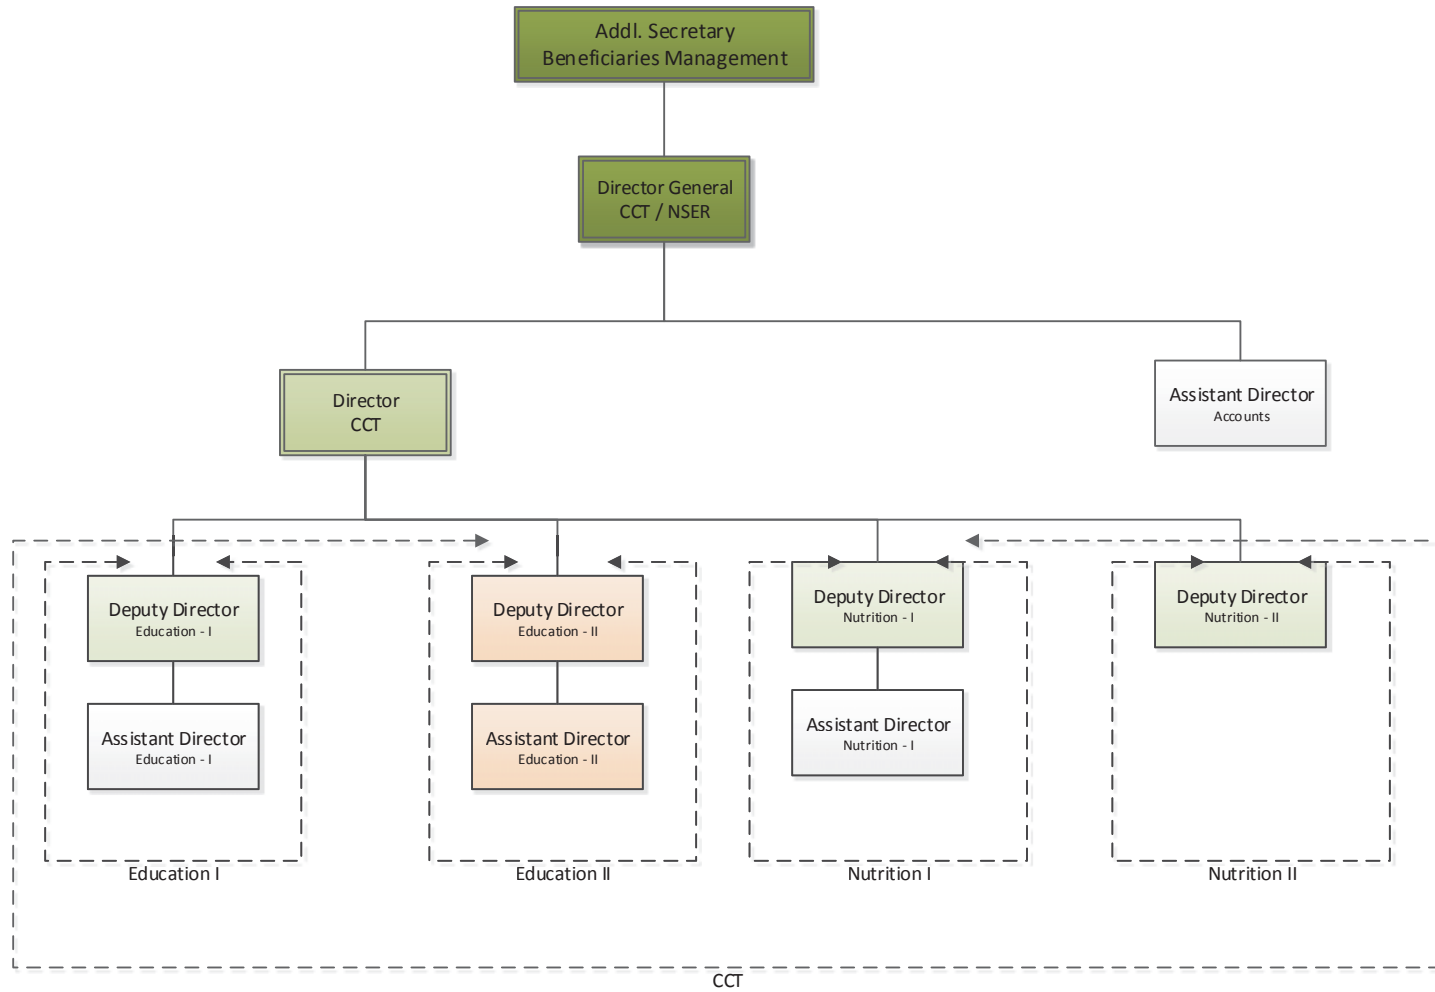 Addl. Secretary
Beneficiaries Management
Director General
CCT / NSER
Director
CCT
Assistant Director
Accounts
Deputy Director
Education - I
Deputy Director
Education - II
Deputy Director
Nutrition - I
Deputy Director
Nutrition - II
Assistant Director
Education - I
Assistant Director
Education - II
Assistant Director
Nutrition - I
Education I
Education II
Nutrition I
Nutrition II
CCT